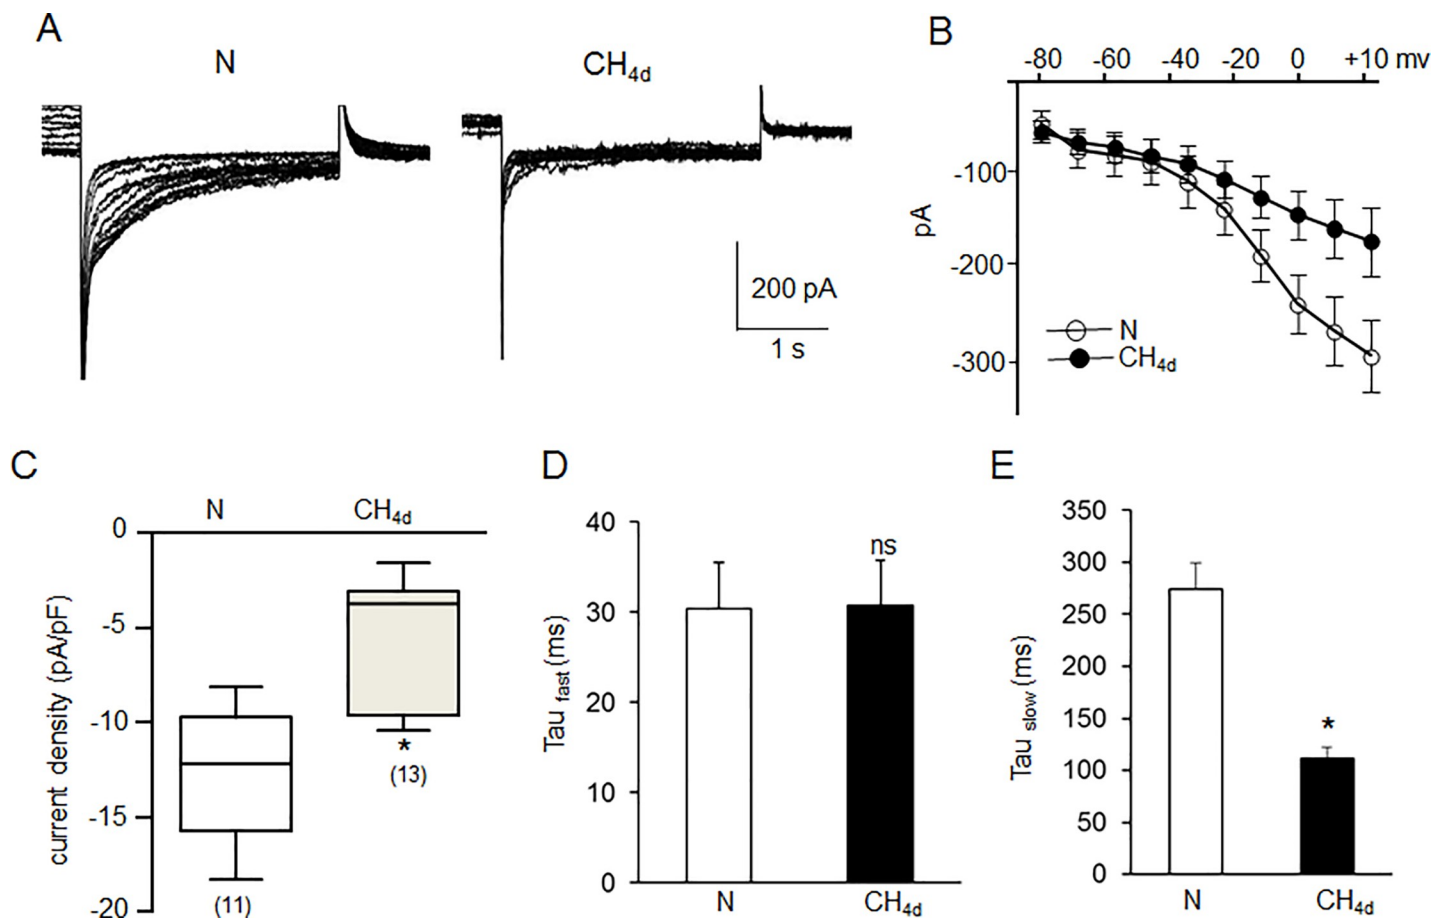 A
N
CH4d
200 pA
1 s
B
-80 -60 -40 -20 0 +10 mv
-100
-200
-300
pA
N
CH4d
C
N
CH4d
0
-5
-10
-15
-20
current density (pA/pF)
*
(13)
(11)
D
40
30
20
10
0
Tau fast (ms)
ns
N
CH4d
E
350
300
250
200
150
100
50
0
Tau slow (ms)
*
N
CH4d